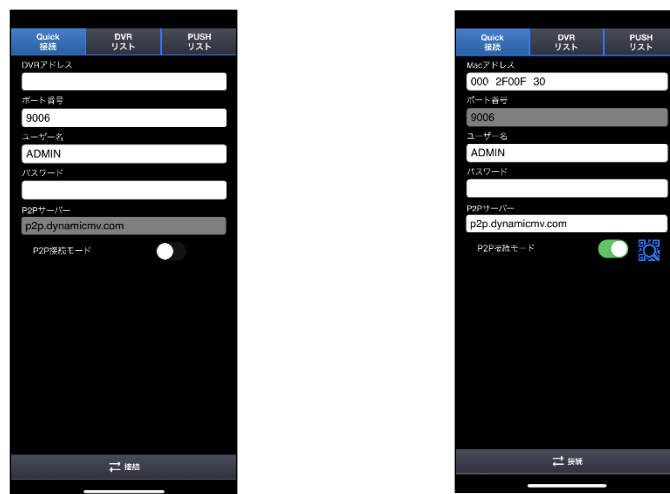 Quick
接続
DVR
リスト
PUSH
リスト
DVRアドレス
ポート番号
9006
ユーザー名
ADMIN
パスワード
P2Pサーバー
p2p.dynamicmv.com
P2P接続モード
接続
Quick
接続
DVR
リスト
PUSH
リスト
Macアドレス
000 2F00F 30
ポート番号
9006
ユーザー名
ADMIN
パスワード
P2Pサーバー
p2p.dynamicmv.com
P2P接続モード
接続